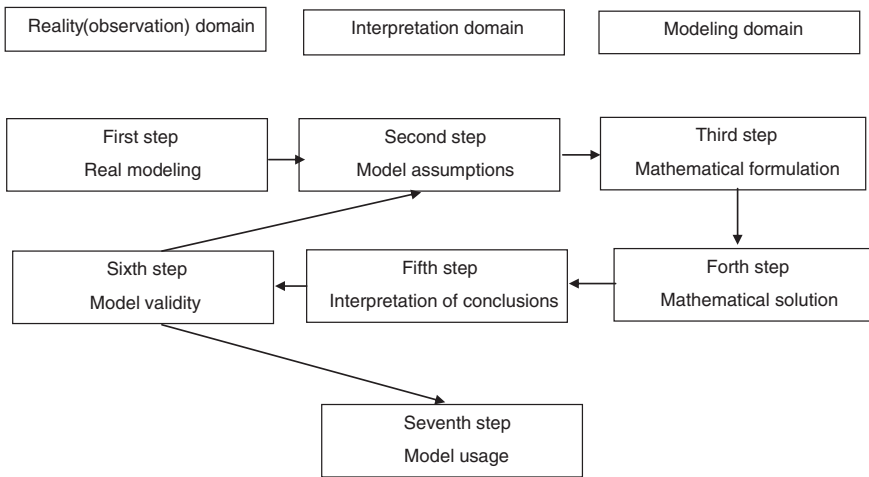 Reality(observation) domain
Interpretation domain
Modeling domain
First step
Real modeling
Second step
Model assumptions
Third step
Mathematical formulation
Sixth step
Model validity
Fifth step
Interpretation of conclusions
Forth step
Mathematical solution
Seventh step
Model usage